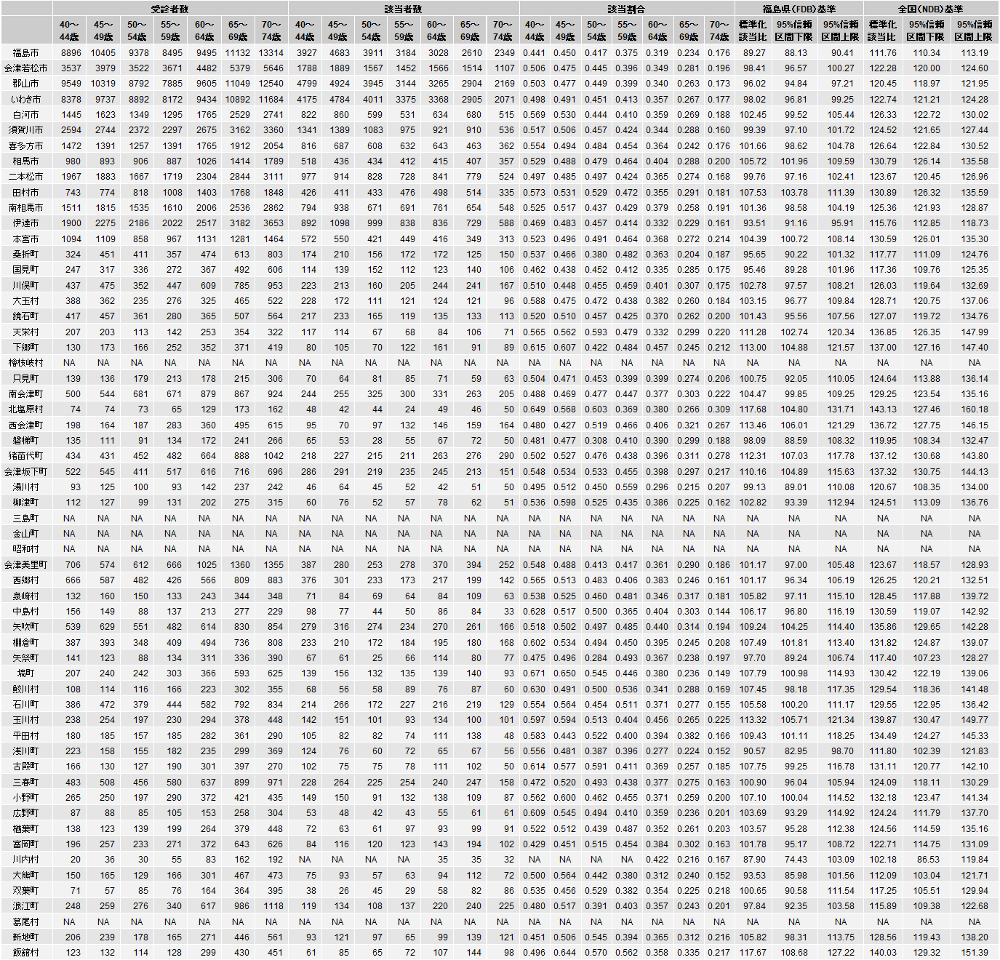 受診者数 該当者数 該当割合 福島県(FDB)基準 全国(NDB)基準
40～ 45～ 50～ 55～ 60～ 65～ 70～ 40～ 45～ 50～ 55～ 60～ 65～ 70～ 40～ 45～ 50～ 55～ 60～ 65～ 70～ 標準化 95%信頼 95%信頼 標準化 95%信頼 95%信頼
44歳 49歳 54歳 59歳 64歳 69歳 74歳 44歳 49歳 54歳 59歳 64歳 69歳 74歳 44歳 49歳 54歳 59歳 64歳 69歳 74歳 該当比 区間下限 区間上限 該当比 区間下限 区間上限
福島市 8896 10405 9378 8495 9495 11132 13314 3927 4683 3911 3184 3028 2610 2349 0.441 0.450 0.417 0.375 0.319 0.234 0.176 89.27 88.13 90.41 111.76 110.34 113.19
会津若松市 3537 3979 3522 3671 4482 5379 5646 1788 1889 1567 1452 1566 1514 1107 0.506 0.475 0.445 0.396 0.349 0.281 0.196 98.41 96.57 100.27 122.28 120.00 124.60
郡山市 9549 10319 8792 7885 9605 11049 12540 4799 4924 3945 3144 3265 2904 2169 0.503 0.477 0.449 0.399 0.340 0.263 0.173 96.02 94.84 97.21 120.45 118.97 121.95
いわき市 8378 9737 8892 8172 9434 10892 11684 4175 4784 4011 3375 3368 2905 2071 0.498 0.491 0.451 0.413 0.357 0.267 0.177 98.02 96.81 99.25 122.74 121.21 124.28
白河市 1445 1623 1349 1295 1765 2529 2741 822 860 599 531 634 680 515 0.569 0.530 0.444 0.410 0.359 0.269 0.188 102.45 99.52 105.44 126.33 122.72 130.02
須賀川市 2594 2744 2372 2297 2675 3162 3360 1341 1389 1083 975 921 910 536 0.517 0.506 0.457 0.424 0.344 0.288 0.160 99.39 97.10 101.72 124.52 121.65 127.44
喜多方市 1472 1391 1257 1391 1765 1912 2054 816 687 608 632 643 463 362 0.554 0.494 0.484 0.454 0.364 0.242 0.176 101.66 98.62 104.78 126.64 122.84 130.52
相馬市 980 893 906 887 1026 1414 1789 518 436 434 412 415 407 357 0.529 0.488 0.479 0.464 0.404 0.288 0.200 105.72 101.96 109.59 130.79 126.14 135.58
二本松市 1967 1883 1667 1719 2304 2844 3111 977 914 828 728 841 779 524 0.497 0.485 0.497 0.424 0.365 0.274 0.168 99.76 97.16 102.41 123.67 120.45 126.96
田村市 743 774 818 1008 1403 1768 1848 426 411 433 476 498 514 335 0.573 0.531 0.529 0.472 0.355 0.291 0.181 107.53 103.78 111.39 130.89 126.32 135.59
南相馬市 1511 1815 1535 1610 2006 2536 2862 794 938 671 691 761 654 548 0.525 0.517 0.437 0.429 0.379 0.258 0.191 101.36 98.58 104.19 125.36 121.93 128.87
伊達市 1900 2275 2186 2022 2517 3182 3653 892 1098 999 838 836 729 588 0.469 0.483 0.457 0.414 0.332 0.229 0.161 93.51 91.16 95.91 115.76 112.85 118.73
本宮市 1094 1109 858 967 1131 1281 1464 572 550 421 449 416 349 313 0.523 0.496 0.491 0.464 0.368 0.272 0.214 104.39 100.72 108.14 130.59 126.01 135.30
桑折町 324 451 411 357 474 613 803 174 210 156 172 172 125 150 0.537 0.466 0.380 0.482 0.363 0.204 0.187 95.65 90.22 101.32 117.77 111.09 124.76
国見町 247 317 336 272 367 492 606 114 139 152 112 123 140 106 0.462 0.438 0.452 0.412 0.335 0.285 0.175 95.46 89.28 101.96 117.36 109.76 125.35
川俣町 437 475 352 447 609 785 953 223 213 160 205 244 241 167 0.510 0.448 0.455 0.459 0.401 0.307 0.175 102.78 97.57 108.21 126.03 119.64 132.69
大玉村 388 362 235 276 325 465 522 228 172 111 121 124 121 96 0.588 0.475 0.472 0.438 0.382 0.260 0.184 103.15 96.77 109.84 128.71 120.75 137.06
鏡石町 417 457 361 280 365 507 564 217 233 165 119 135 133 113 0.520 0.510 0.457 0.425 0.370 0.262 0.200 101.43 95.56 107.56 127.07 119.72 134.76
天栄村 207 203 113 142 253 354 322 117 114 67 68 84 106 71 0.565 0.562 0.593 0.479 0.332 0.299 0.220 111.28 102.74 120.34 136.85 126.35 147.99
下郷町 130 173 166 252 352 371 419 80 105 70 122 161 91 89 0.615 0.607 0.422 0.484 0.457 0.245 0.212 113.00 104.88 121.57 137.00 127.16 147.40
檜枝岐村 NA NA NA NA NA NA NA NA NA NA NA NA NA NA NA NA NA NA NA NA NA NA NA NA NA NA NA
只見町 139 136 179 213 178 215 306 70 64 81 85 71 59 63 0.504 0.471 0.453 0.399 0.399 0.274 0.206 100.75 92.05 110.05 124.64 113.88 136.14
南会津町 500 544 681 671 879 867 924 244 255 325 300 331 263 205 0.488 0.469 0.477 0.447 0.377 0.303 0.222 104.47 99.85 109.25 129.25 123.54 135.16
北塩原村 74 74 73 65 129 173 162 48 42 44 24 49 46 50 0.649 0.568 0.603 0.369 0.380 0.266 0.309 117.68 104.80 131.71 143.13 127.46 160.18
西会津町 198 164 187 283 360 495 615 95 70 97 132 146 159 164 0.480 0.427 0.519 0.466 0.406 0.321 0.267 113.46 106.01 121.29 136.72 127.75 146.15
磐梯町 135 111 91 134 172 241 266 65 53 28 55 67 72 50 0.481 0.477 0.308 0.410 0.390 0.299 0.188 98.09 88.59 108.32 119.95 108.34 132.47
猪苗代町 434 431 452 482 664 888 1042 218 227 215 211 263 276 290 0.502 0.527 0.476 0.438 0.396 0.311 0.278 112.31 107.03 117.78 137.12 130.68 143.80
会津坂下町 522 545 411 517 616 716 696 286 291 219 235 245 213 151 0.548 0.534 0.533 0.455 0.398 0.297 0.217 110.16 104.89 115.63 137.32 130.75 144.13
湯川村 93 125 100 93 142 237 242 46 64 45 52 42 51 50 0.495 0.512 0.450 0.559 0.296 0.215 0.207 99.13 89.01 110.08 120.67 108.35 134.00
柳津町 112 127 99 131 202 275 315 60 76 52 57 78 62 51 0.536 0.598 0.525 0.435 0.386 0.225 0.162 102.82 93.39 112.94 124.51 113.09 136.76
三島町 NA NA NA NA NA NA NA NA NA NA NA NA NA NA NA NA NA NA NA NA NA NA NA NA NA NA NA
金山町 NA NA NA NA NA NA NA NA NA NA NA NA NA NA NA NA NA NA NA NA NA NA NA NA NA NA NA
昭和村 NA NA NA NA NA NA NA NA NA NA NA NA NA NA NA NA NA NA NA NA NA NA NA NA NA NA NA
会津美里町 706 574 612 666 1025 1360 1355 387 280 253 278 370 394 252 0.548 0.488 0.413 0.417 0.361 0.290 0.186 101.17 97.00 105.48 123.67 118.57 128.93
西郷村 666 587 482 426 566 809 883 376 301 233 173 217 199 142 0.565 0.513 0.483 0.406 0.383 0.246 0.161 101.17 96.34 106.19 126.25 120.21 132.51
泉崎村 132 160 150 133 243 344 348 71 84 69 64 84 109 63 0.538 0.525 0.460 0.481 0.346 0.317 0.181 105.82 97.11 115.10 128.45 117.88 139.72
中島村 156 149 88 137 213 277 229 98 77 44 50 86 84 33 0.628 0.517 0.500 0.365 0.404 0.303 0.144 106.17 96.80 116.19 130.59 119.07 142.92
矢吹町 539 629 551 482 614 830 854 279 316 274 234 270 261 166 0.518 0.502 0.497 0.485 0.440 0.314 0.194 109.24 104.25 114.40 135.86 129.65 142.28
棚倉町 387 393 348 409 494 736 808 233 210 172 184 195 180 168 0.602 0.534 0.494 0.450 0.395 0.245 0.208 107.49 101.81 113.40 131.82 124.87 139.07
矢祭町 141 123 88 134 311 336 390 67 61 25 66 114 80 77 0.475 0.496 0.284 0.493 0.367 0.238 0.197 97.70 89.24 106.74 117.40 107.23 128.27
塙町 207 240 242 303 366 593 625 139 156 132 135 139 140 93 0.671 0.650 0.545 0.446 0.380 0.236 0.149 107.79 100.98 114.93 130.42 122.19 139.06
鮫川村 108 114 116 166 223 302 355 68 56 58 89 76 87 60 0.630 0.491 0.500 0.536 0.341 0.288 0.169 107.45 98.18 117.35 129.54 118.36 141.48
石川町 386 472 379 444 582 792 834 214 266 172 227 216 219 129 0.554 0.564 0.454 0.511 0.371 0.277 0.155 105.58 100.20 111.17 129.55 122.95 136.42
玉川村 238 254 197 230 294 378 448 142 151 101 93 134 100 101 0.597 0.594 0.513 0.404 0.456 0.265 0.225 113.32 105.71 121.34 139.87 130.47 149.77
平田村 180 185 157 185 282 361 290 105 82 82 74 111 138 48 0.583 0.443 0.522 0.400 0.394 0.382 0.166 109.43 101.11 118.25 134.49 124.27 145.33
浅川町 223 158 155 182 235 299 369 124 76 60 72 65 67 56 0.556 0.481 0.387 0.396 0.277 0.224 0.152 90.57 82.95 98.70 111.80 102.39 121.83
古殿町 166 130 127 190 301 397 270 102 75 75 78 111 102 50 0.614 0.577 0.591 0.411 0.369 0.257 0.185 107.75 99.25 116.78 131.11 120.77 142.10
三春町 483 508 456 580 637 899 971 228 264 225 254 240 247 158 0.472 0.520 0.493 0.438 0.377 0.275 0.163 100.90 96.04 105.94 124.09 118.11 130.29
小野町 265 250 197 290 372 421 435 149 150 91 132 138 109 87 0.562 0.600 0.462 0.455 0.371 0.259 0.200 107.10 100.04 114.52 132.18 123.47 141.34
広野町 87 88 85 105 153 258 304 53 48 42 43 55 61 61 0.609 0.545 0.494 0.410 0.359 0.236 0.201 103.69 93.29 114.92 124.24 111.79 137.70
楢葉町 138 123 139 199 264 379 448 72 63 61 97 93 99 91 0.522 0.512 0.439 0.487 0.352 0.261 0.203 103.57 95.28 112.38 124.56 114.59 135.16
富岡町 196 257 233 271 372 643 626 84 116 120 123 143 194 102 0.429 0.451 0.515 0.454 0.384 0.302 0.163 101.78 95.17 108.72 122.71 114.75 131.09
川内村 20 36 30 55 83 162 192 NA NA NA NA 35 35 32 NA NA NA NA 0.422 0.216 0.167 87.90 74.43 103.09 102.18 86.53 119.84
大熊町 150 165 129 166 301 467 473 75 93 57 63 94 112 72 0.500 0.564 0.442 0.380 0.312 0.240 0.152 93.53 85.98 101.56 112.09 103.04 121.71
双葉町 71 57 85 76 164 364 395 38 26 45 29 58 82 86 0.535 0.456 0.529 0.382 0.354 0.225 0.218 100.65 90.58 111.54 117.25 105.51 129.94
浪江町 248 259 276 340 617 986 1118 119 134 108 137 220 240 225 0.480 0.517 0.391 0.403 0.357 0.243 0.201 97.84 92.35 103.58 115.89 109.38 122.68
葛尾村 NA NA NA NA NA NA NA NA NA NA NA NA NA NA NA NA NA NA NA NA NA NA NA NA NA NA NA
新地町 206 239 178 165 271 446 561 93 121 97 65 99 139 121 0.451 0.506 0.545 0.394 0.365 0.312 0.216 105.82 98.31 113.75 128.56 119.43 138.20
飯舘村 123 132 114 128 299 430 451 61 85 65 72 107 144 98 0.496 0.644 0.570 0.562 0.358 0.335 0.217 117.67 108.68 127.22 140.03 129.32 151.39